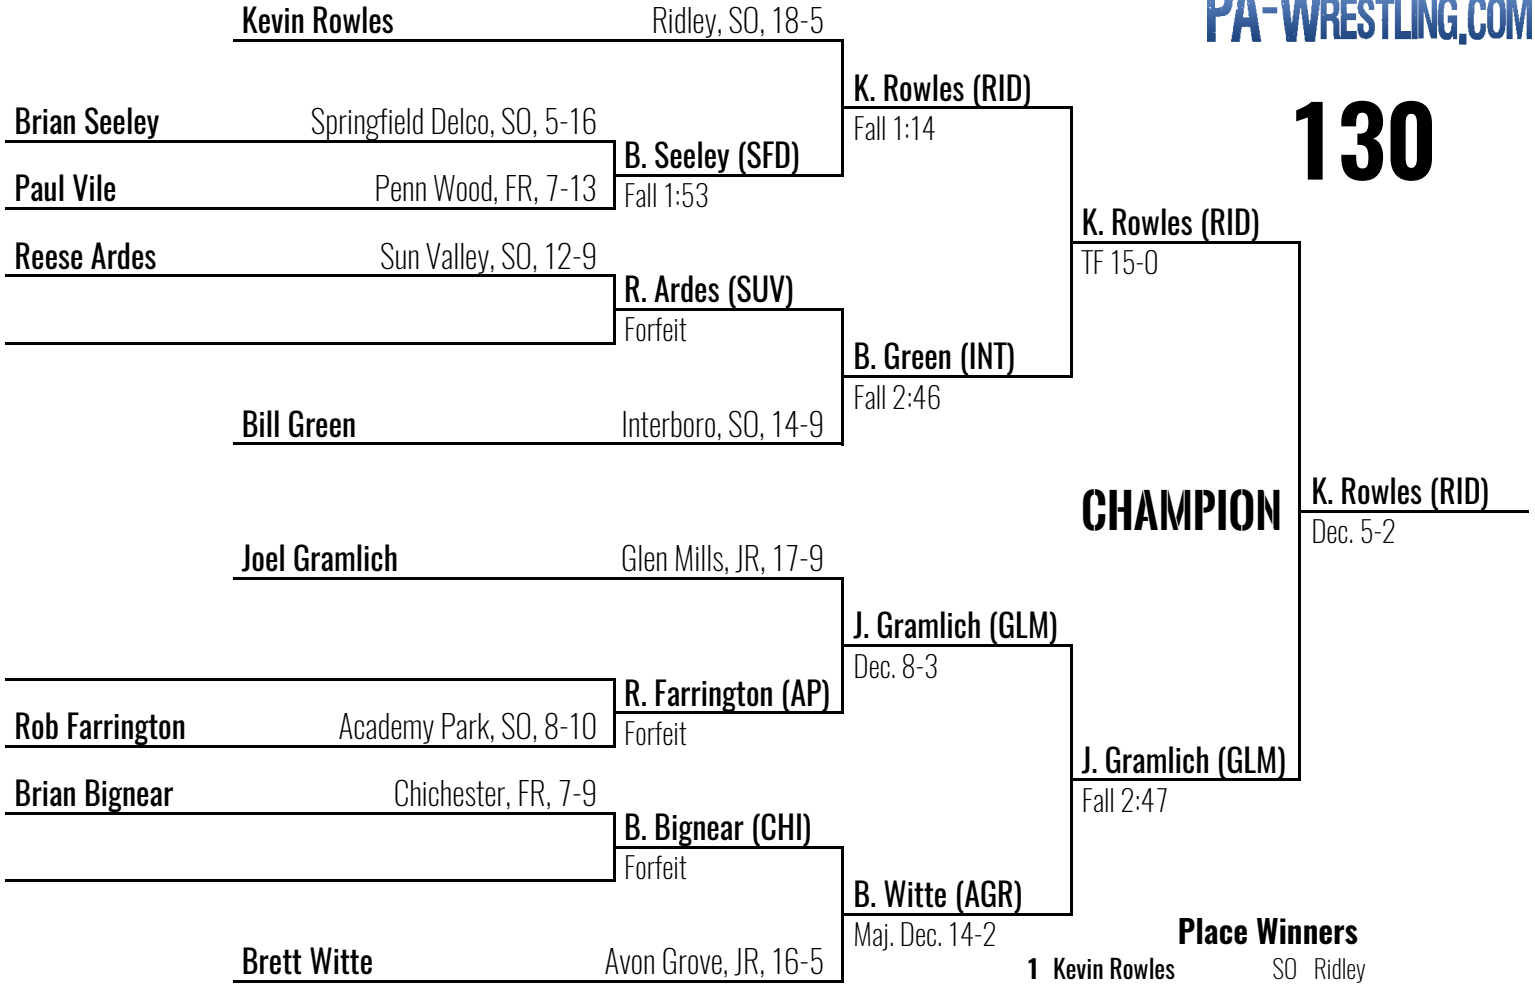 PA-WRESTLING.COM
130
Kevin Rowles Ridley, SO, 18-5
K. Rowles (RID)
Fall 1:14
Brian Seeley Springfield Delco, SO, 5-16
B. Seeley (SFD)
Fall 1:53
Paul Vile Penn Wood, FR, 7-13
K. Rowles (RID)
TF 15-0
Reese Ardes Sun Valley, SO, 12-9
R. Ardes (SUV)
Forfeit
B. Green (INT)
Fall 2:46
Bill Green Interboro, SO, 14-9
CHAMPION
K. Rowles (RID)
Dec. 5-2
Joel Gramlich Glen Mills, JR, 17-9
J. Gramlich (GLM)
Dec. 8-3
R. Farrington (AP)
Forfeit
Rob Farrington Academy Park, SO, 8-10
J. Gramlich (GLM)
Fall 2:47
Brian Bignear Chichester, FR, 7-9
B. Bignear (CHI)
Forfeit
B. Witte (AGR)
Maj. Dec. 14-2
Brett Witte Avon Grove, JR, 16-5
Place Winners
1 Kevin Rowles SO Ridley